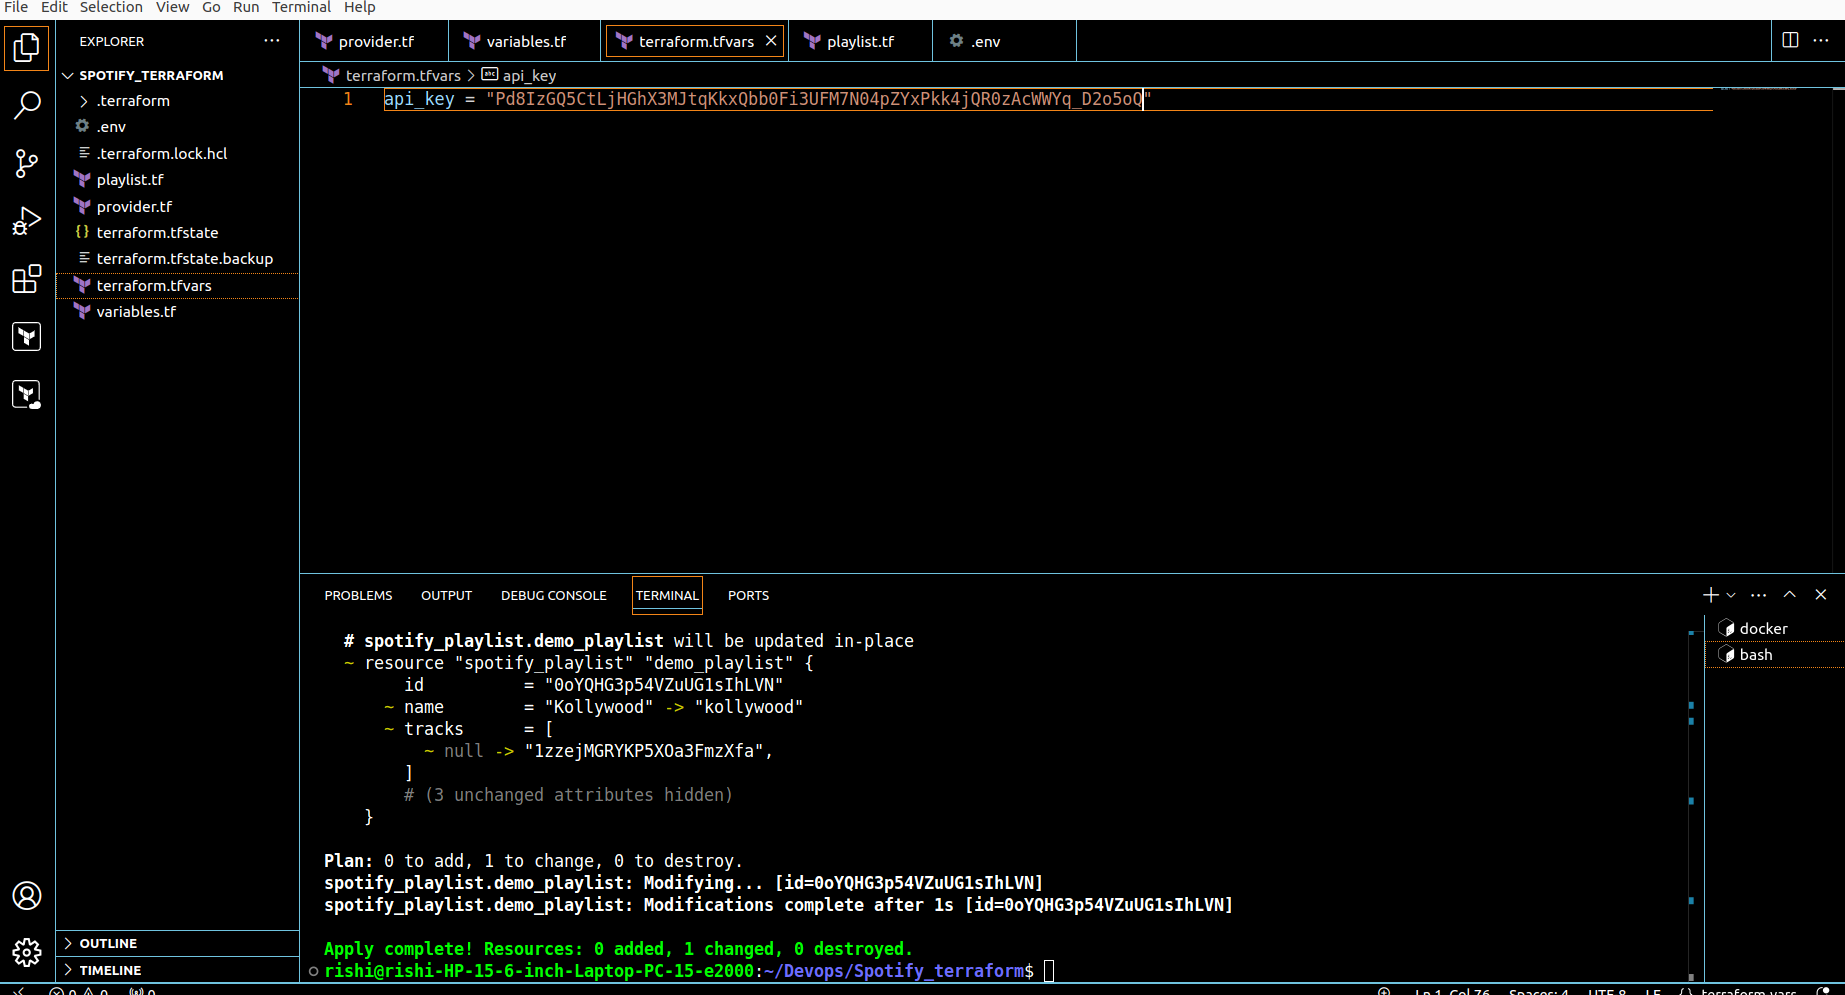 File Edit Selection View Go Run Terminal Help
EXPLORER
SPOTIFY_TERRAFORM
.terraform
.env
.terraform.lock.hcl
playlist.tf
provider.tf
{} terraform.tfstate
terraform.tfstate.backup
terraform.tfvars
variables.tf
OUTLINE
TIMELINE
provider.tf variables.tf terraform.tfvars playlist.tf .env
terraform.tfvars > abc api_key
1 api_key = "Pd8IzGQ5CtLjHGhX3MJtqKkxQbb0Fi3UFM7N04pZYxPkk4jQR0zAcWWYq_D2o5oQ"
PROBLEMS OUTPUT DEBUG CONSOLE TERMINAL PORTS
docker
bash
# spotify_playlist.demo_playlist will be updated in-place
~ resource "spotify_playlist" "demo_playlist" {
id = "0oYQHG3p54VZuUG1sIhLVN"
~ name = "Kollywood" -> "kollywood"
~ tracks = [
~ null -> "1zzejMGRYKP5XOa3FmzXfa",
]
# (3 unchanged attributes hidden)
}
Plan: 0 to add, 1 to change, 0 to destroy.
spotify_playlist.demo_playlist: Modifying... [id=0oYQHG3p54VZuUG1sIhLVN]
spotify_playlist.demo_playlist: Modifications complete after 1s [id=0oYQHG3p54VZuUG1sIhLVN]
Apply complete! Resources: 0 added, 1 changed, 0 destroyed.
rishi@rishi-HP-15-6-inch-Laptop-PC-15-e2000:~/Devops/Spotify_terraform$
0 0 0 Ln 1, Col 76 Spaces: 4 UTF-8 LF {} terraform-vars